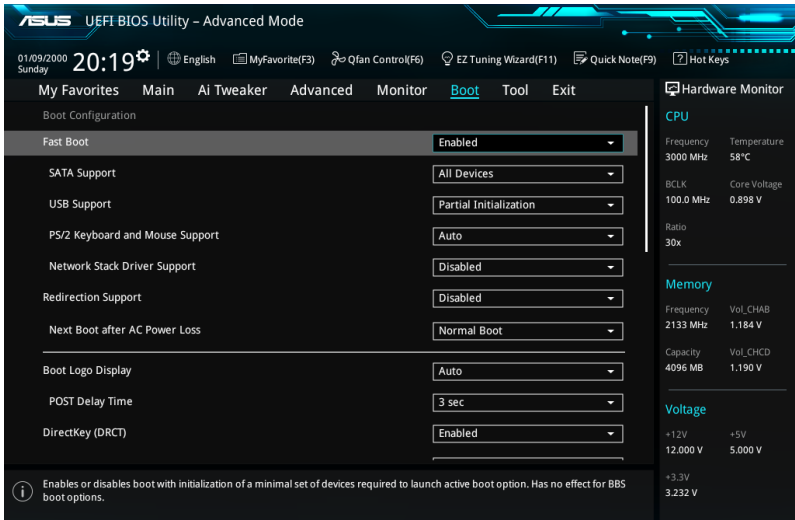 ASUS UEFI BIOS Utility – Advanced Mode
01/09/2000
Sunday
20:19
English
MyFavorite(F3)
Qfan Control(F6)
EZ Tuning Wizard(F11)
Quick Note(F9)
? Hot Keys
My Favorites Main Ai Tweaker Advanced Monitor Boot Tool Exit
Boot Configuration
Fast Boot Enabled
SATA Support All Devices
USB Support Partial Initialization
PS/2 Keyboard and Mouse Support Auto
Network Stack Driver Support Disabled
Redirection Support Disabled
Next Boot after AC Power Loss Normal Boot
Boot Logo Display Auto
POST Delay Time 3 sec
DirectKey (DRCT) Enabled
Enables or disables boot with initialization of a minimal set of devices required to launch active boot option. Has no effect for BBS
boot options.
Hardware Monitor
CPU
Frequency Temperature
3000 MHz 58°C
BCLK Core Voltage
100.0 MHz 0.898 V
Ratio
30x
Memory
Frequency Vol_CHAB
2133 MHz 1.184 V
Capacity Vol_CHCD
4096 MB 1.190 V
Voltage
+12V +5V
12.000 V 5.000 V
+3.3V
3.232 V